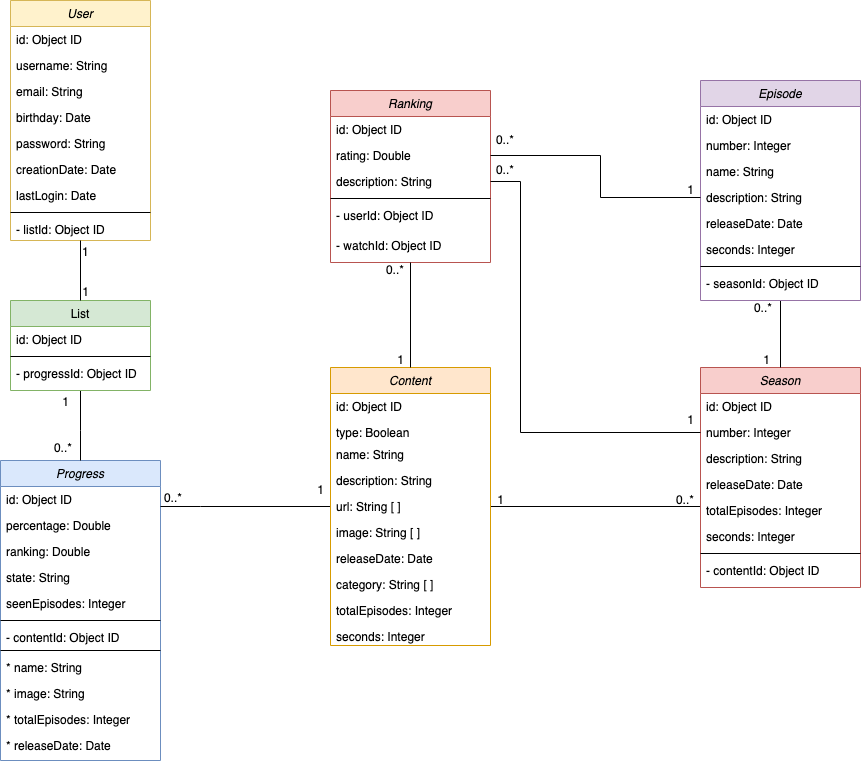 User
id: Object ID
username: String
email: String
birthday: Date
password: String
creationDate: Date
lastLogin: Date
- listId: Object ID
1
1
List
id: Object ID
- progressId: Object ID
1
0..*
Progress
id: Object ID
percentage: Double
ranking: Double
state: String
seenEpisodes: Integer
- contentId: Object ID
* name: String
* image: String
* totalEpisodes: Integer
* releaseDate: Date
0..*
1
Ranking
id: Object ID
rating: Double
description: String
- userId: Object ID
- watchId: Object ID
0..*
1
0..*
1
0..*
1
Content
id: Object ID
type: Boolean
name: String
description: String
url: String [ ]
image: String [ ]
releaseDate: Date
category: String [ ]
totalEpisodes: Integer
seconds: Integer
1
0..*
Episode
id: Object ID
number: Integer
name: String
description: String
releaseDate: Date
seconds: Integer
- seasonId: Object ID
0..*
1
Season
id: Object ID
number: Integer
description: String
releaseDate: Date
totalEpisodes: Integer
seconds: Integer
- contentId: Object ID